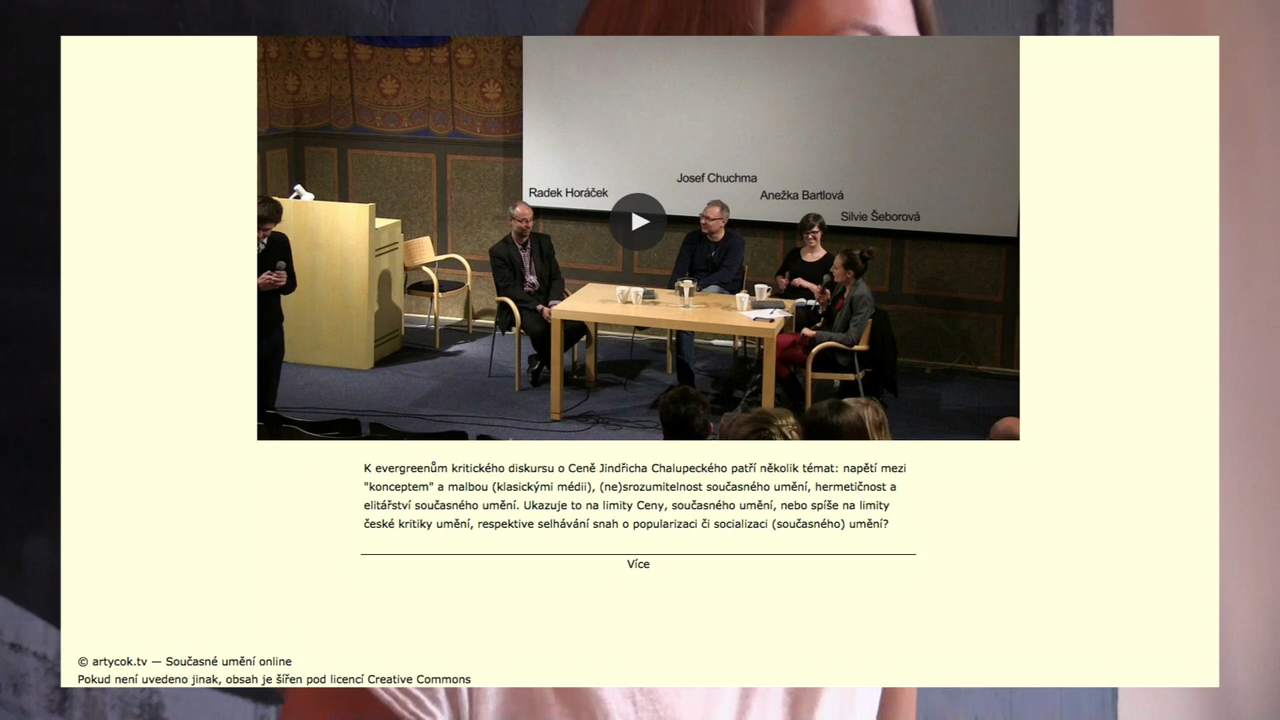 Josef Chuchma
Radek Horáček
Anežka Bartlová
Silvie Šeborová
K evergreenům kritického diskursu o Ceně Jindřicha Chalupeckého patří několik témat: napětí mezi
"konceptem" a malbou (klasickými médii), (ne)srozumitelnost současného umění, hermetičnost a
elitářství současného umění. Ukazuje to na limity Ceny, současného umění, nebo spíše na limity
české kritiky umění, respektive selhávání snah o popularizaci či socializaci (současného) umění?
Více
© artycok.tv — Současné umění online
Pokud není uvedeno jinak, obsah je šířen pod licencí Creative Commons